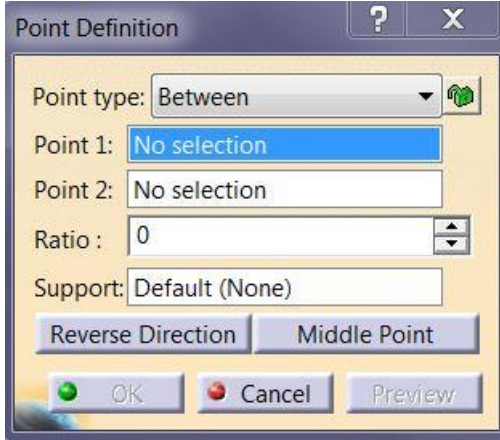 Point Definition ? X
Point type: Between
Point 1: No selection
Point 2: No selection
Ratio : 0
Support: Default (None)
Reverse Direction Middle Point
OK Cancel Preview